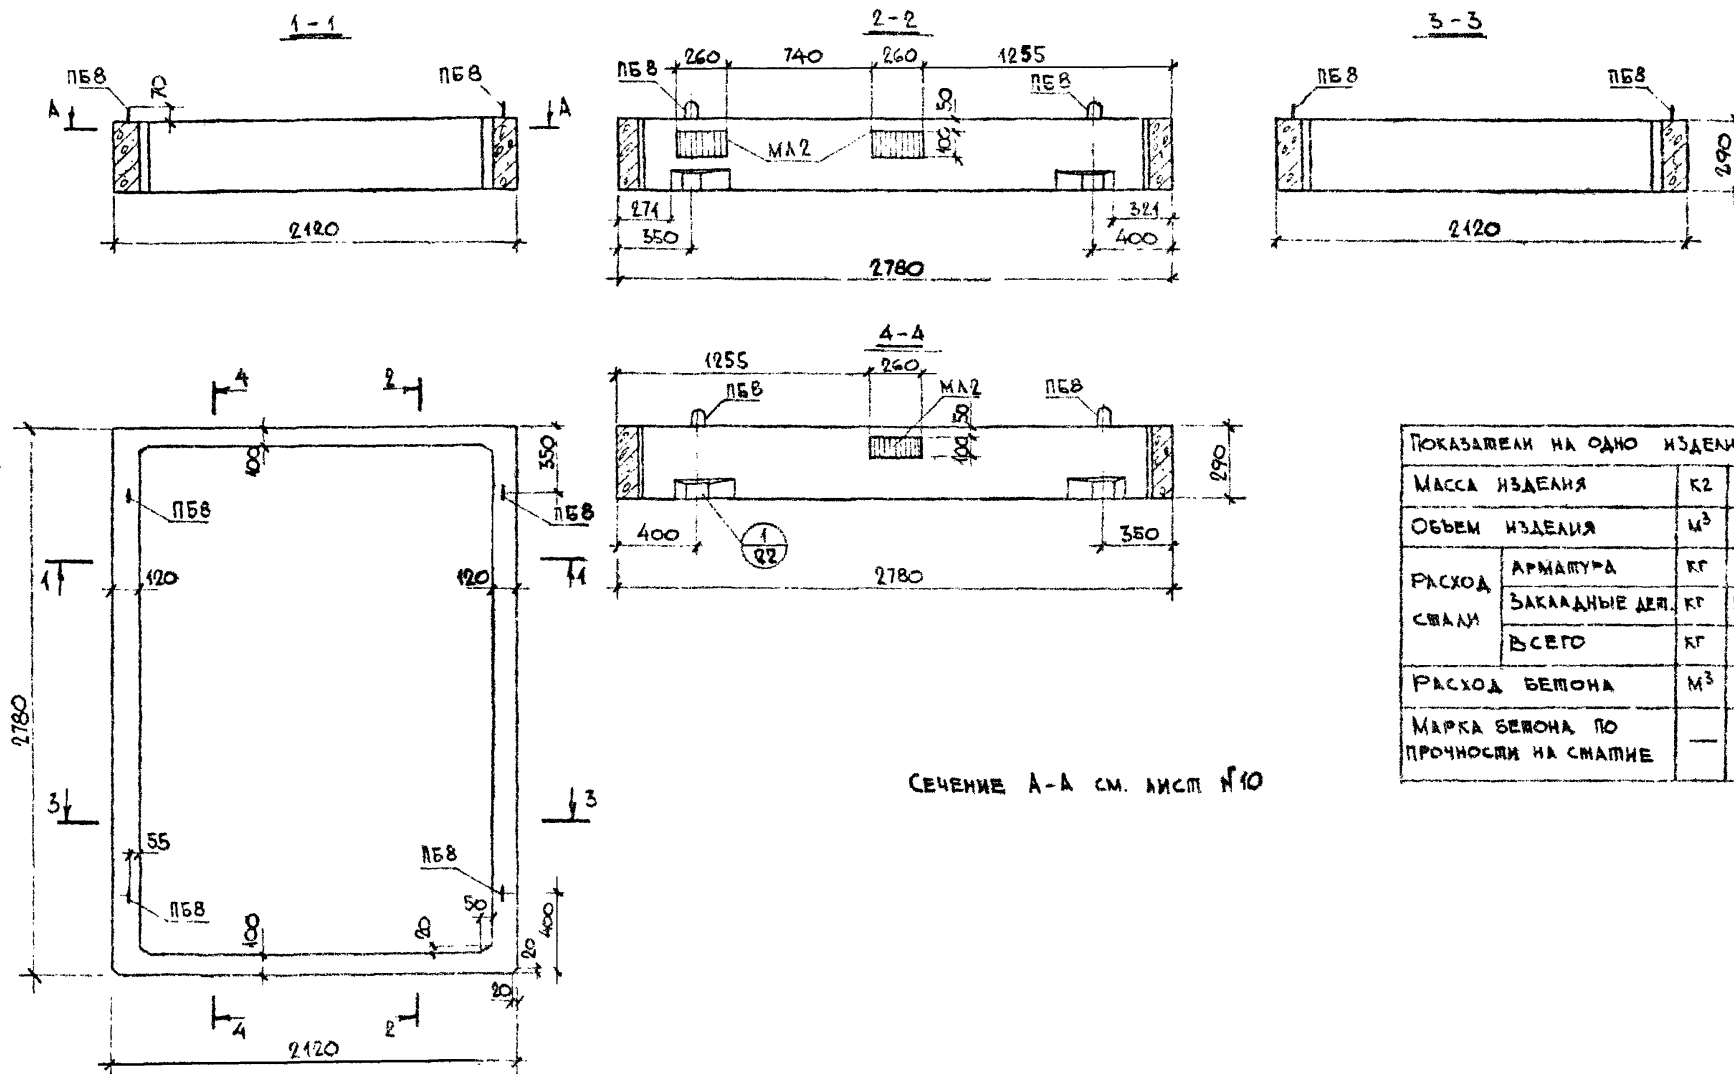 1-1
ПБ8
70
ПБ8
А
А
2120
2-2
260
740
260
1255
ПБ8
ПБ8
50
100
МЛ2
271
321
350
400
2780
3-3
ПБ8
ПБ8
290
2120
4-4
1255
260
ПБ8
МЛ2
ПБ8
50
100
290
400
1
22
350
2780
4
2
100
350
ПБ8
ПБ8
1
120
120
1
2780
3
3
55
ПБ8
ПБ8
50
400
100
20
20
20
4
2
2120
Показатели на одно издели
Масса изделия кг
Объем изделия м³
Расход стали
Арматура кг
Закладные дет. кг
Всего кг
Расход бетона м³
Марка бетона по —
прочности на сжатие
Сечение А-А см. лист №10